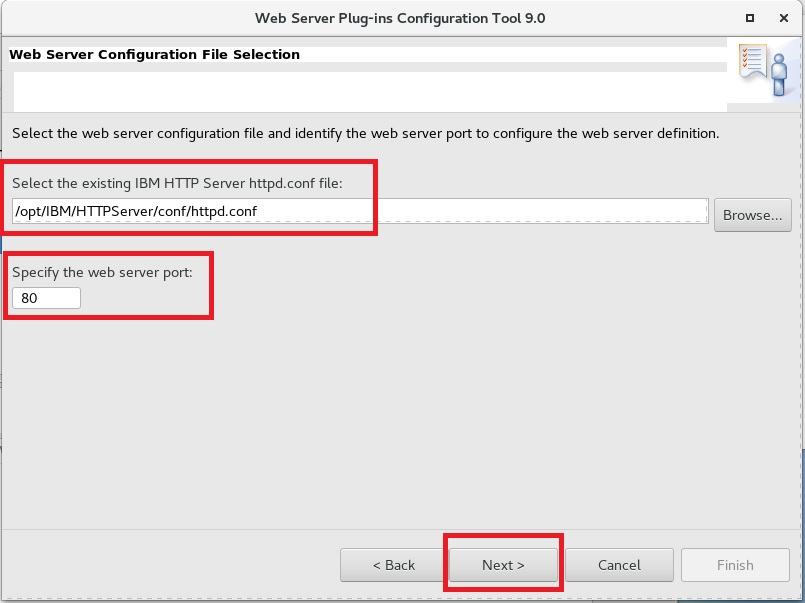 Web Server Plug-ins Configuration Tool 9.0
Web Server Configuration File Selection
Select the web server configuration file and identify the web server port to configure the web server definition.
Select the existing IBM HTTP Server httpd.conf file:
/opt/IBM/HTTPServer/conf/httpd.conf
Browse...
Specify the web server port:
80
< Back
Next >
Cancel
Finish